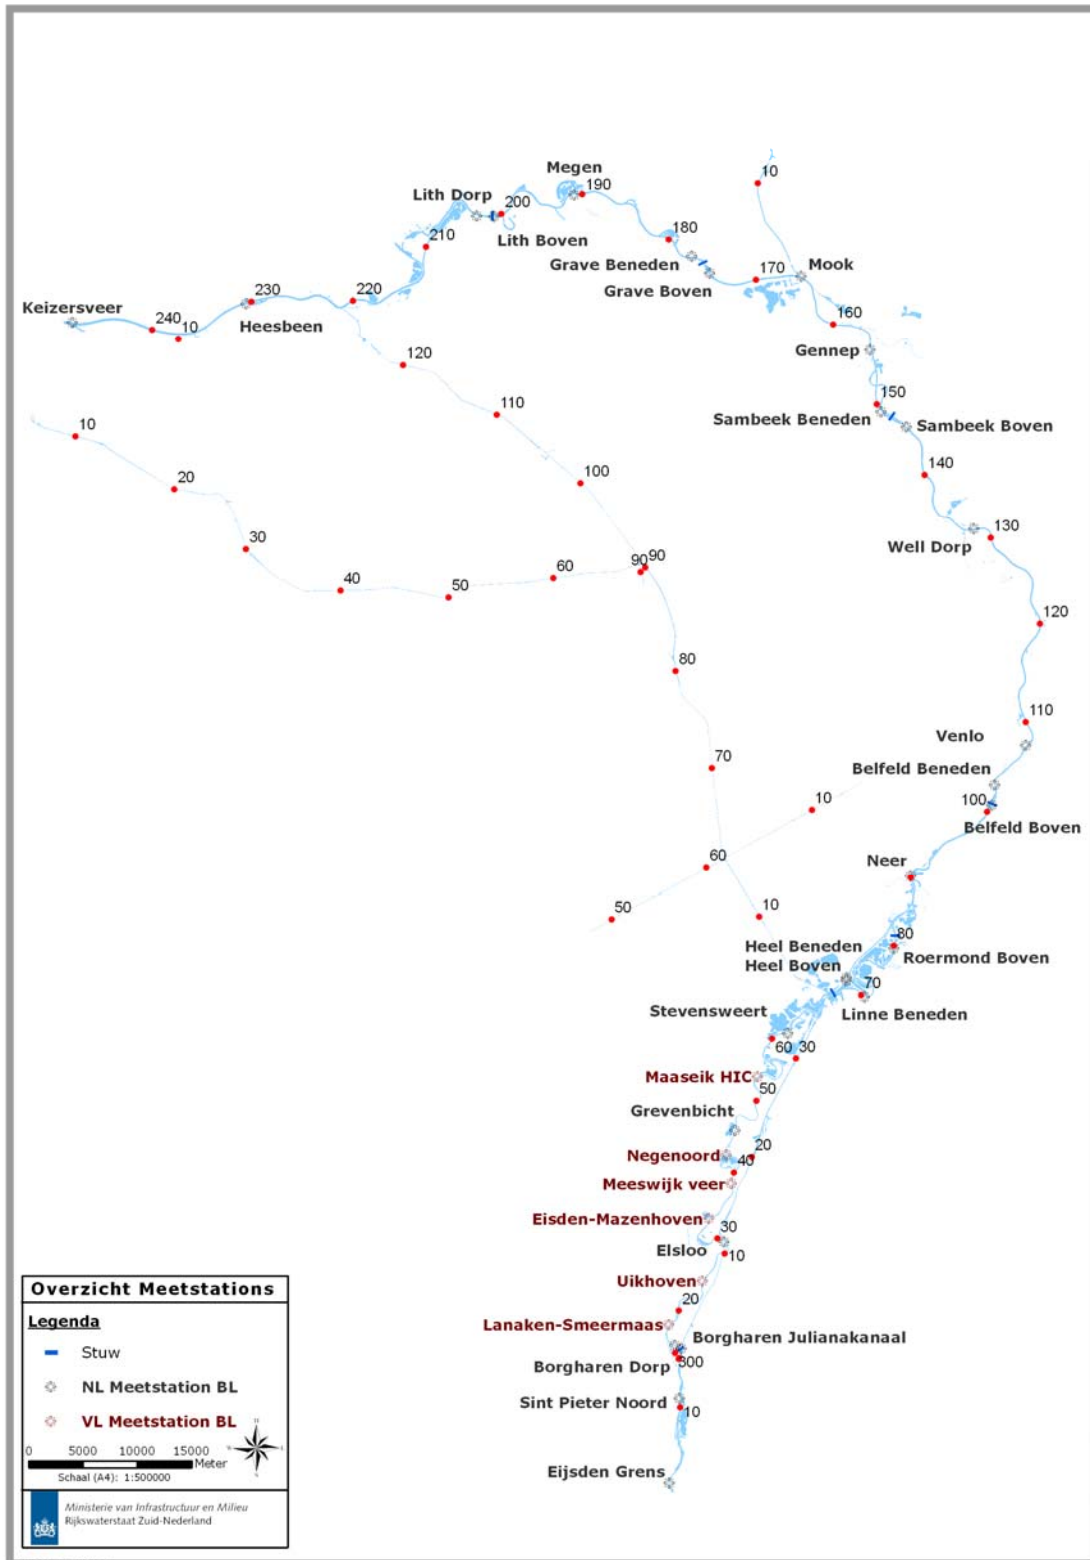 10
Megen
190
Lith Dorp
200
Lith Boven
180
210
Grave Beneden
Grave Boven
170
Mook
Keizersveer
230
220
240
10
Heesbeen
160
Gennep
120
150
110
Sambeek Beneden
Sambeek Boven
10
140
20
100
130
Well Dorp
30
90
90
60
40
50
120
80
110
Venlo
70
Belfeld Beneden
10
100
Belfeld Boven
60
Neer
50
10
80
Heel Beneden
Roermond Boven
Heel Boven
70
Stevensweert
Linne Beneden
60
30
Maaseik HIC
50
Grevenbicht
20
Negenoord
40
Meeswijk veer
Eisden-Mazenhoven
30
Elsloo
10
Uikhoven
20
Lanaken-Smeermaas
Borgharen Julianakanaal
Borgharen Dorp
300
Sint Pieter Noord
10
Eijsden Grens
Overzicht Meetstations
Legenda
Stuw
NL Meetstation BL
VL Meetstation BL
0 5000 10000 15000
Meter
Schaal (A4): 1:500000
Ministerie van Infrastructuur en Milieu
Rijkswaterstaat Zuid-Nederland